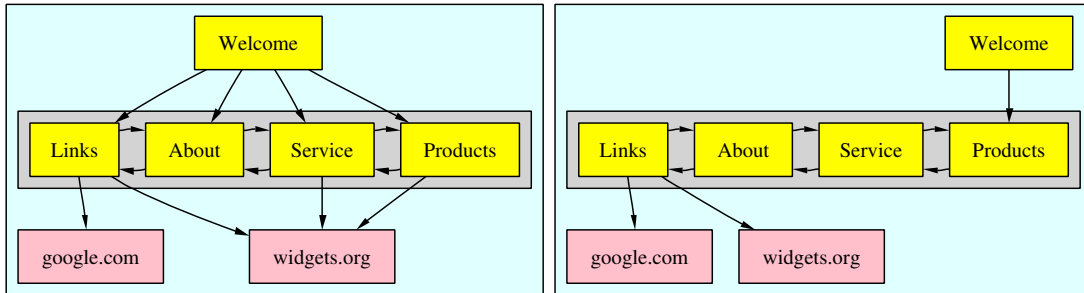 Welcome
Links
About
Service
Products
google.com
widgets.org
Welcome
Links
About
Service
Products
google.com
widgets.org